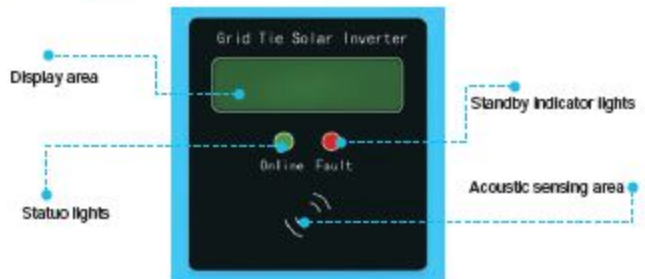 Grid Tie Solar Inverter
Display area
Standby Indicator lights
Online Fault
Acoustic sensing area
Statuo lights